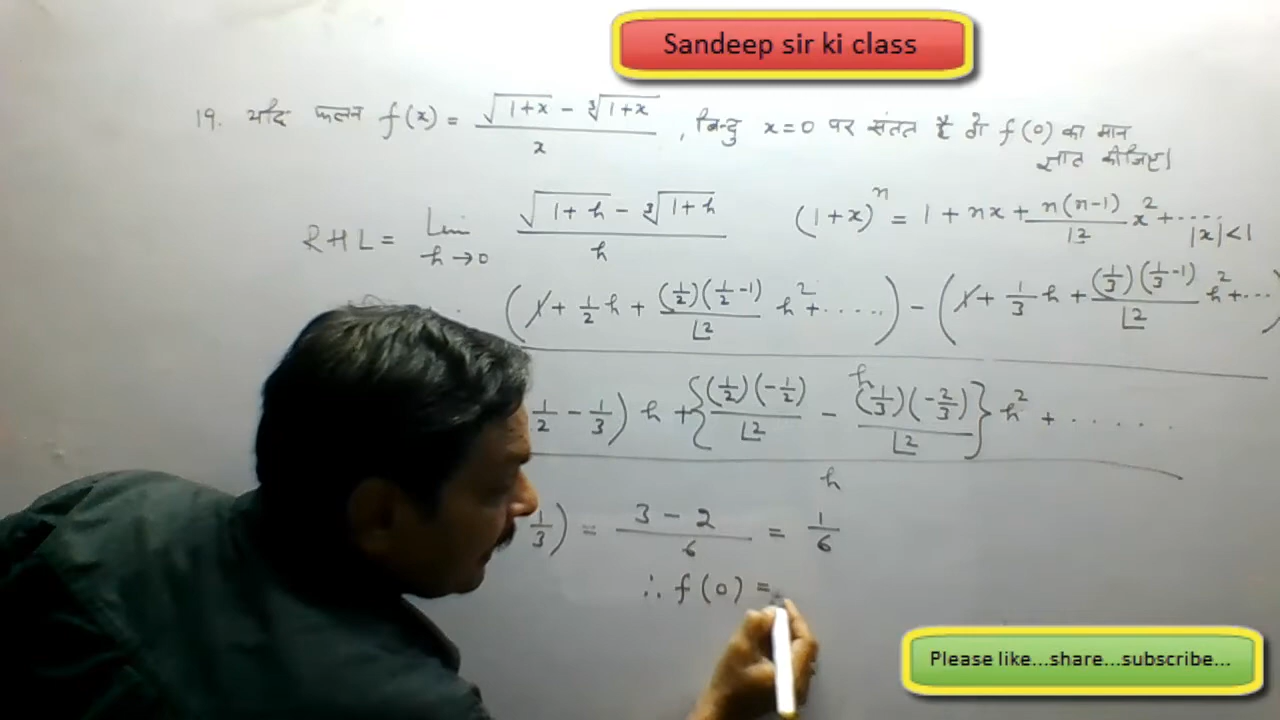 Sandeep sir ki class
19. यदि फलन f(x) = (√(1+x) - ∛(1+x))/x , बिन्दु x=0 पर संतत है तो f(0) का मान
ज्ञात कीजिए।
RHL = Lim h→0 (√(1+h) - ∛(1+h))/h
(1+x)^n = 1 + nx + n(n-1)/|2 x² + ..... |x|<1
(1 + 1/2 h + (1/2)(1/2 -1)/|2 h² + .....) - (1 + 1/3 h + (1/3)(1/3 -1)/|2 h² + ...)
h
1/2 - 1/3) h + {(1/2)(-1/2)/|2 - (1/3)(-2/3)/|2} h² + ......
h
1/3) = (3 - 2)/6 = 1/6
∴ f(0) =
Please like...share...subscribe...